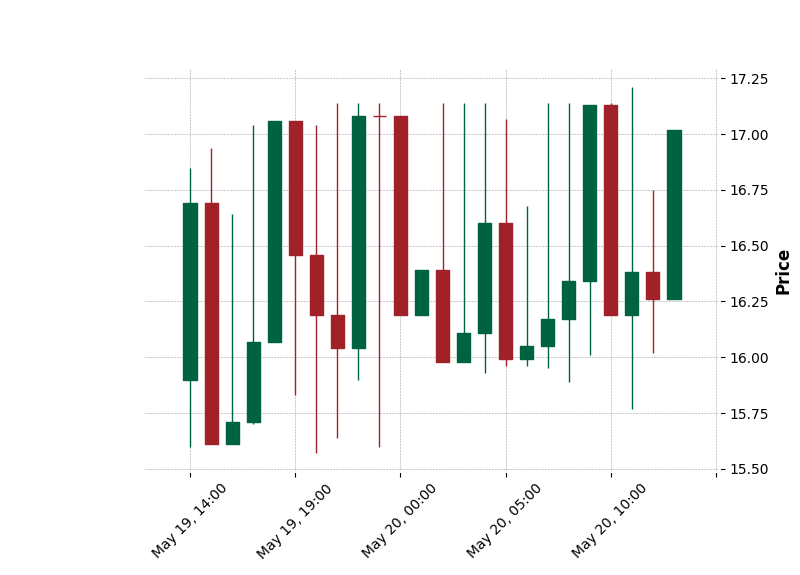 17.25
17.00
16.75
16.50
16.25
16.00
15.75
15.50
Price
May 19, 14:00
May 19, 19:00
May 20, 00:00
May 20, 05:00
May 20, 10:00